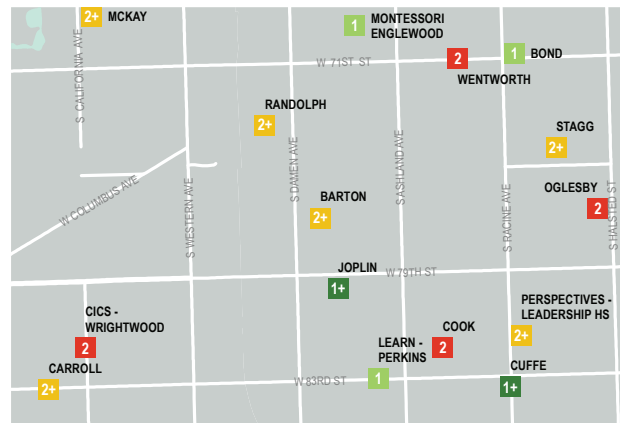 2+ MCKAY
MONTESSORI
ENGLEWOOD
1
S CALIFORNIA AVE
W 71ST ST
2
WENTWORTH
1 BOND
RANDOLPH
2+
STAGG
2+
S DAMEN AVE
S ASHLAND AVE
W COLUMBUS AVE
S WESTERN AVE
BARTON
2+
S RACINE AVE
OGLESBY
2
S HALSTED ST
JOPLIN
1+
W 79TH ST
CICS -
WRIGHTWOOD
2
CARROLL
2+
W 83RD ST
LEARN -
PERKINS
1
COOK
2
PERSPECTIVES -
LEADERSHIP HS
2+
CUFFE
1+